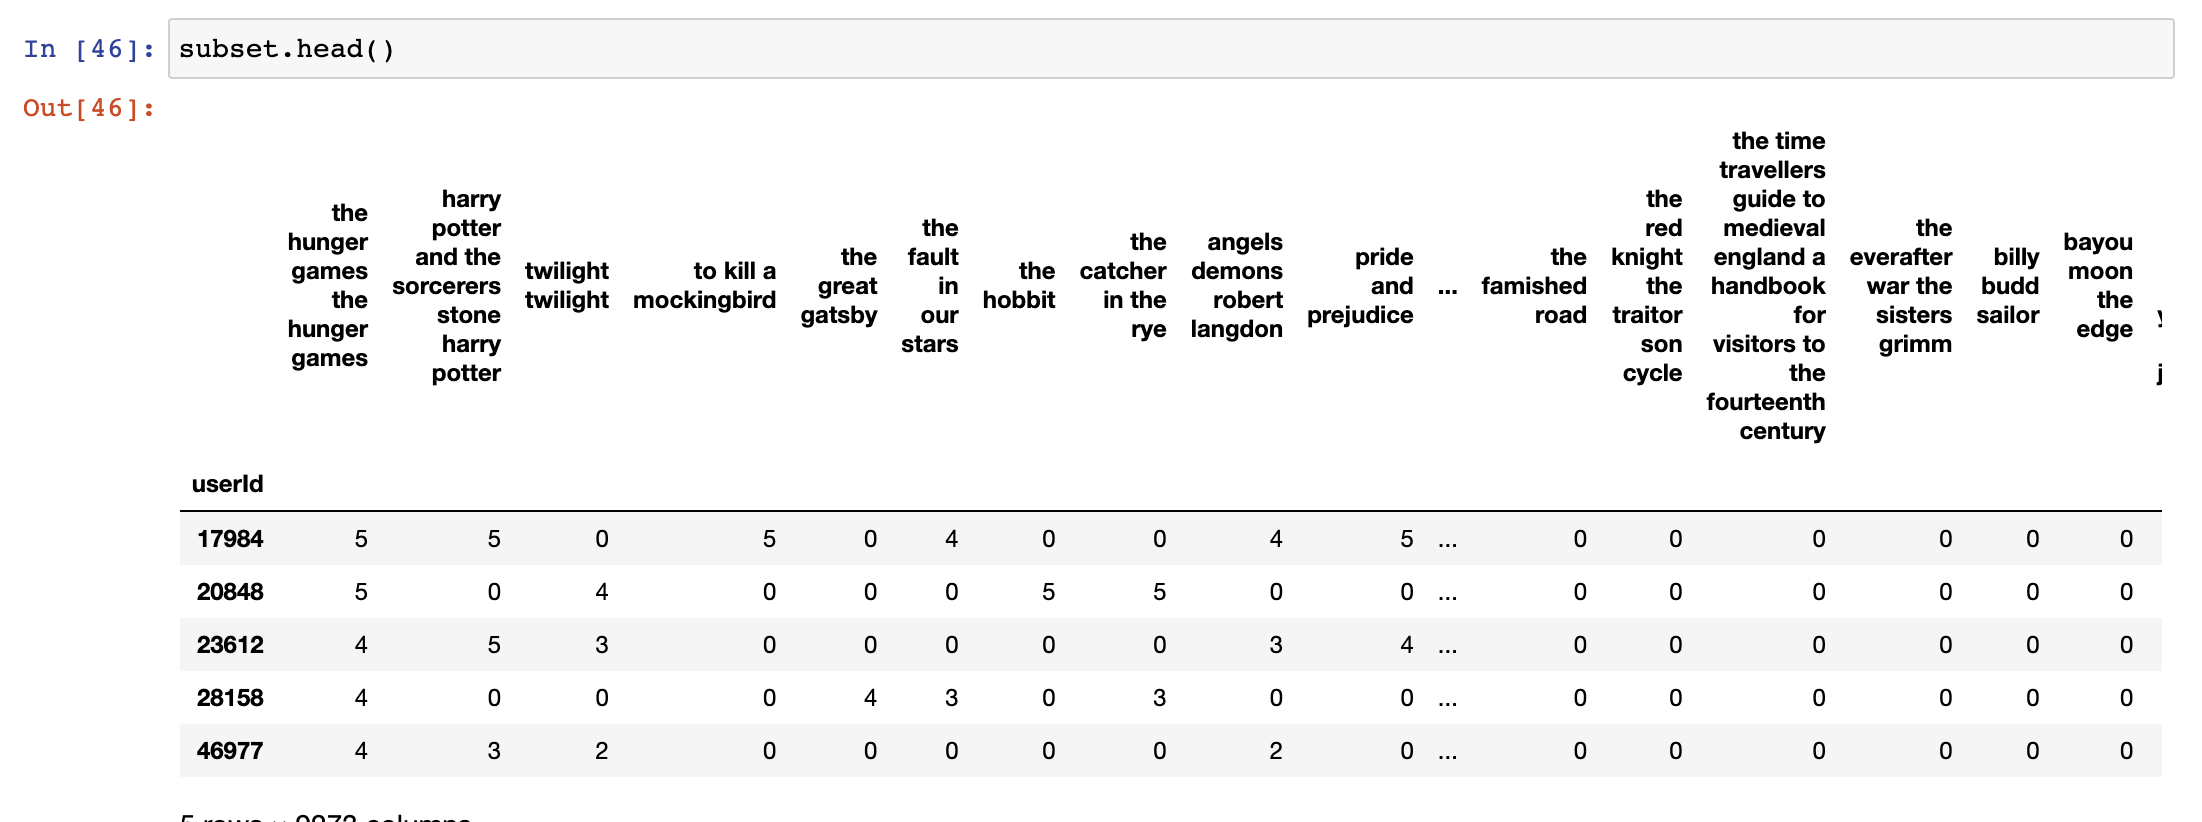 In [46]: subset.head()
Out[46]:
the hunger games the hunger games
harry potter and the sorcerers stone harry potter
twilight twilight
to kill a mockingbird
the great gatsby
the fault in our stars
the hobbit
the catcher in the rye
angels demons robert langdon
pride and prejudice
...
the famished road
the red knight the traitor son cycle
the time travellers guide to medieval england a handbook for visitors to the fourteenth century
the everafter war the sisters grimm
billy budd sailor
bayou moon the edge
userId
17984 5 5 0 5 0 4 0 0 4 5 ... 0 0 0 0 0 0
20848 5 0 4 0 0 0 5 5 0 0 ... 0 0 0 0 0 0
23612 4 5 3 0 0 0 0 0 3 4 ... 0 0 0 0 0 0
28158 4 0 0 0 4 3 0 3 0 0 ... 0 0 0 0 0 0
46977 4 3 2 0 0 0 0 0 2 0 ... 0 0 0 0 0 0
5 rows × columns